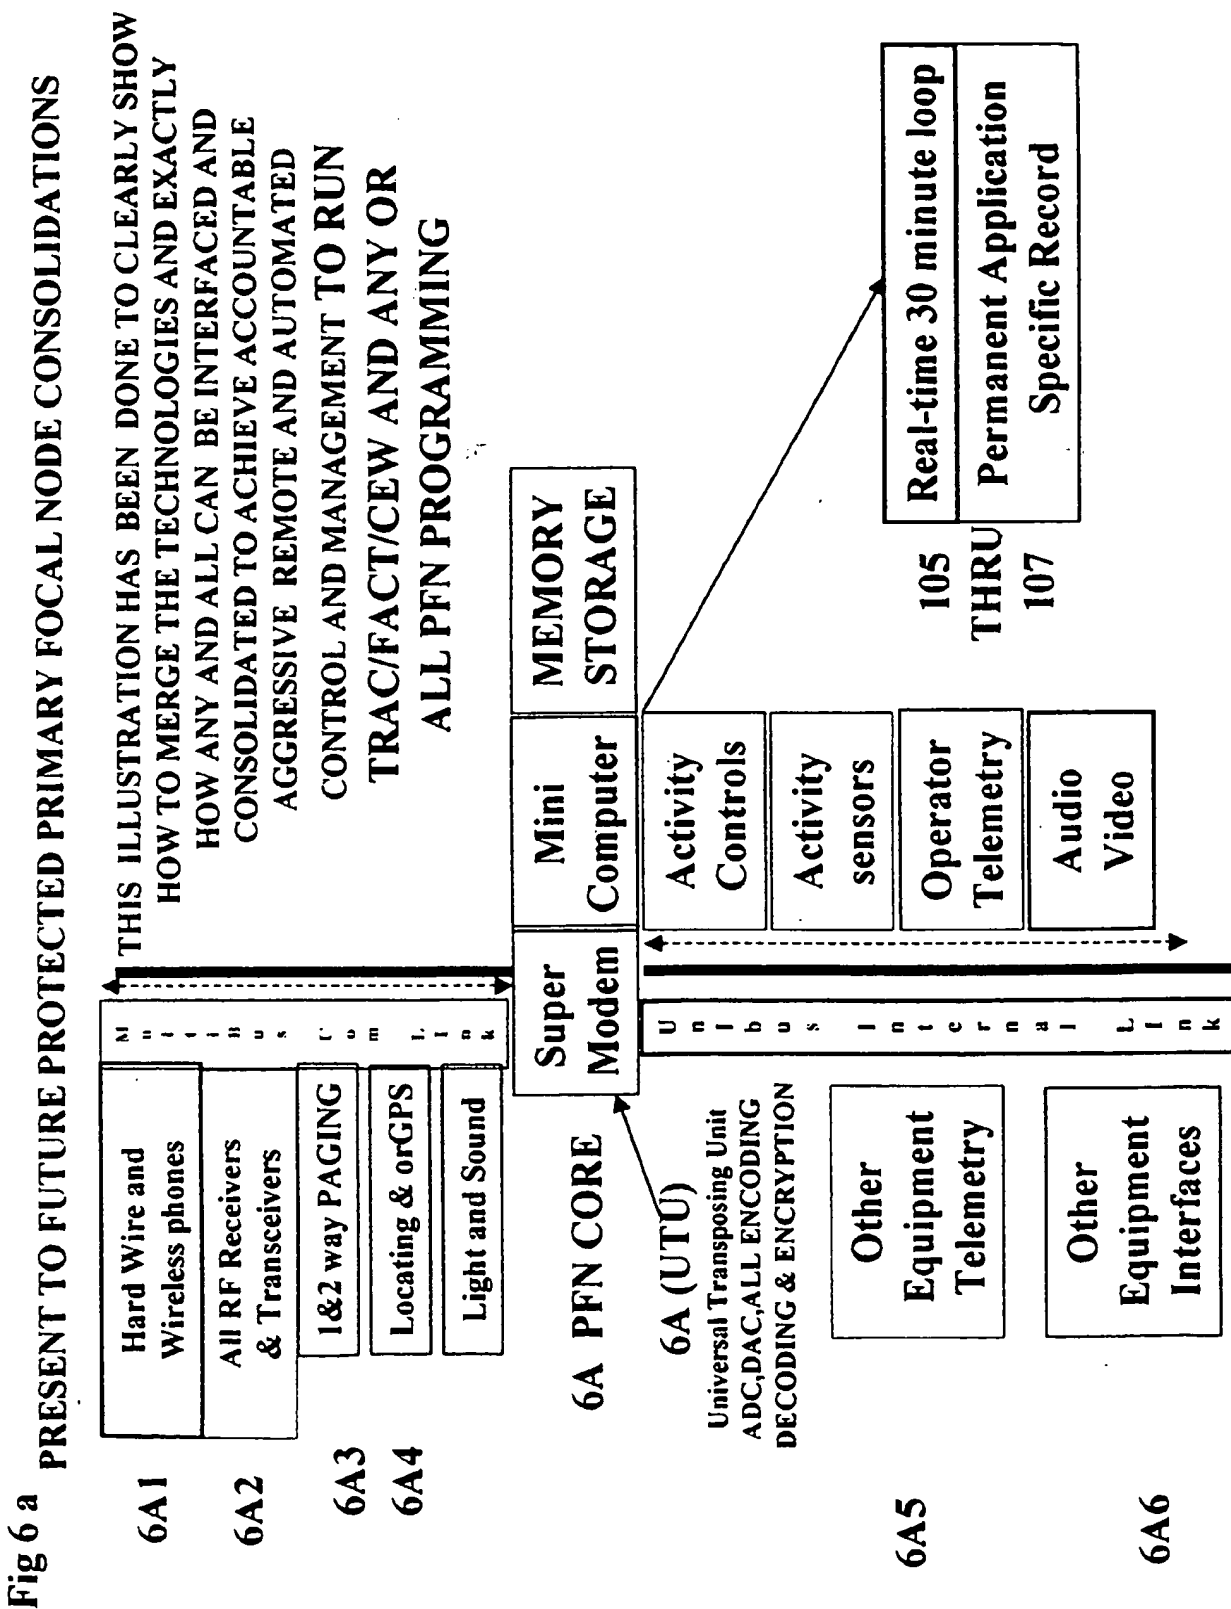 Fig 6 a
PRESENT TO FUTURE PROTECTED PRIMARY FOCAL NODE CONSOLIDATIONS
THIS ILLUSTRATION HAS BEEN DONE TO CLEARLY SHOW
HOW TO MERGE THE TECHNOLOGIES AND EXACTLY
HOW ANY AND ALL CAN BE INTERFACED AND
CONSOLIDATED TO ACHIEVE ACCOUNTABLE
AGGRESSIVE REMOTE AND AUTOMATED
CONTROL AND MANAGEMENT TO RUN
TRAC/FACT/CEW AND ANY OR
ALL PFN PROGRAMMING
6A1
Hard Wire and
Wireless phones
6A2
All RF Receivers
& Transceivers
6A3
1&2 way PAGING
6A4
Locating & orGPS
Light and Sound
6A PFN CORE
Super
Modem
Mini
Computer
MEMORY
STORAGE
6A (UTU)
Universal Transposing Unit
ADC,DAC,ALL ENCODING
DECODING & ENCRYPTION
Unibus Internal Link
Activity
Controls
Activity
sensors
Operator
Telemetry
Audio
Video
105
THRU
107
Real-time 30 minute loop
Permanent Application
Specific Record
6A5
Other
Equipment
Telemetry
6A6
Other
Equipment
Interfaces